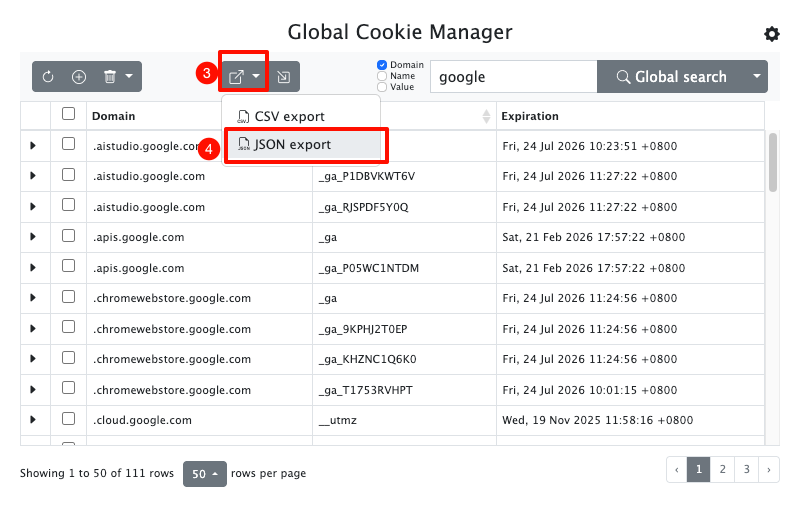 Global Cookie Manager
3
Domain
Name
Value
google
Global search
CSV export
4
JSON export
Domain
Expiration
.aistudio.google.co
Fri, 24 Jul 2026 10:23:51 +0800
.aistudio.google.com
_ga_P1DBVKWT6V
Fri, 24 Jul 2026 11:27:22 +0800
.aistudio.google.com
_ga_RJSPDF5Y0Q
Fri, 24 Jul 2026 11:27:22 +0800
.apis.google.com
_ga
Sat, 21 Feb 2026 17:57:22 +0800
.apis.google.com
_ga_P05WC1NTDM
Sat, 21 Feb 2026 17:57:22 +0800
.chromewebstore.google.com
_ga
Fri, 24 Jul 2026 11:24:56 +0800
.chromewebstore.google.com
_ga_9KPHJ2T0EP
Fri, 24 Jul 2026 11:24:56 +0800
.chromewebstore.google.com
_ga_KHZNC1Q6K0
Fri, 24 Jul 2026 11:24:56 +0800
.chromewebstore.google.com
_ga_T1753RVHPT
Fri, 24 Jul 2026 10:01:15 +0800
.cloud.google.com
__utmz
Wed, 19 Nov 2025 11:58:16 +0800
Showing 1 to 50 of 111 rows
50
rows per page
‹
1
2
3
›